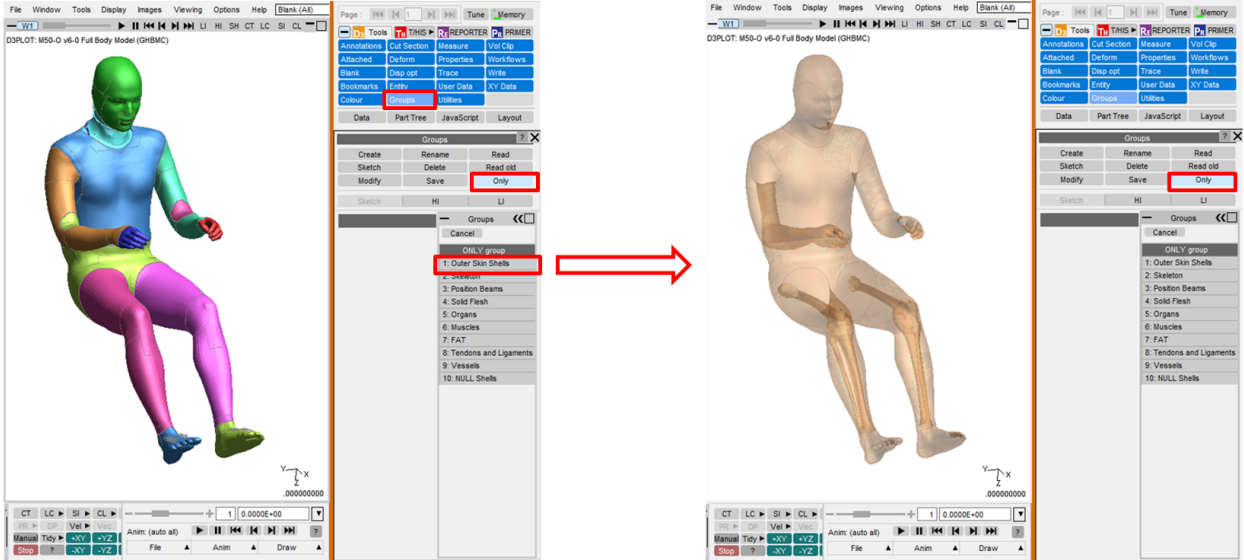 File Window Tools Display Images Viewing Options Help Blank (All)
W1 LI HI SH CT LC SI CL
D3PLOT: M50-O v6-0 Full Body Model (GHBMC)
Y X
Z
.000000000
CT LC SI CL 1 0.0000E+00
PR DP Vel Vec Anim: (auto all) ?
Manual Tidy +XY +YZ
Stop ? -XY -YZ File Anim Draw
Page : 1 Tune Memory
D3 Tools TH T/HIS RE REPORTER PR PRIMER
Annotations Cut Section Measure Vol Clip
Attached Deform Properties Workflows
Blank Disp opt Trace Write
Bookmarks Entity User Data XY Data
Colour Groups Utilities
Data Part Tree JavaScript Layout
Groups ? X
Create Rename Read
Sketch Delete Read old
Modify Save Only
Sketch HI LI
Groups
Cancel
ONLY group
1: Outer Skin Shells
2: Skeleton
3: Position Beams
4: Solid Flesh
5: Organs
6: Muscles
7: FAT
8: Tendons and Ligaments
9: Vessels
10: NULL Shells
File Window Tools Display Images Viewing Options Help Blank (All)
W1 LI HI SH CT LC SI CL
D3PLOT: M50-O v6-0 Full Body Model (GHBMC)
Y X
Z
.000000000
CT LC SI CL 1 0.0000E+00
PR DP Vel Vec Anim: (auto all) ?
Manual Tidy +XY +YZ
Stop ? -XY -YZ File Anim Draw
Page : 1 Tune Memory
D3 Tools TH T/HIS RE REPORTER PR PRIMER
Annotations Cut Section Measure Vol Clip
Attached Deform Properties Workflows
Blank Disp opt Trace Write
Bookmarks Entity User Data XY Data
Colour Groups Utilities
Data Part Tree JavaScript Layout
Groups ? X
Create Rename Read
Sketch Delete Read old
Modify Save Only
Sketch HI LI
Groups
Cancel
ONLY group
1: Outer Skin Shells
2: Skeleton
3: Position Beams
4: Solid Flesh
5: Organs
6: Muscles
7: FAT
8: Tendons and Ligaments
9: Vessels
10: NULL Shells